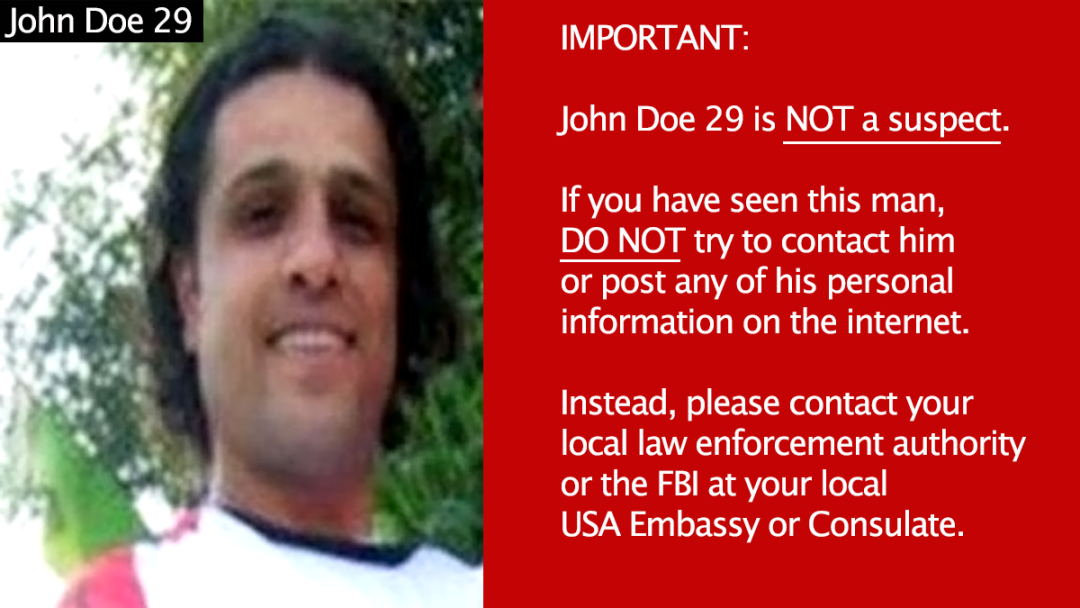 John Doe 29
IMPORTANT:
John Doe 29 is NOT a suspect.
If you have seen this man,
DO NOT try to contact him
or post any of his personal
information on the internet.
Instead, please contact your
local law enforcement authority
or the FBI at your local
USA Embassy or Consulate.